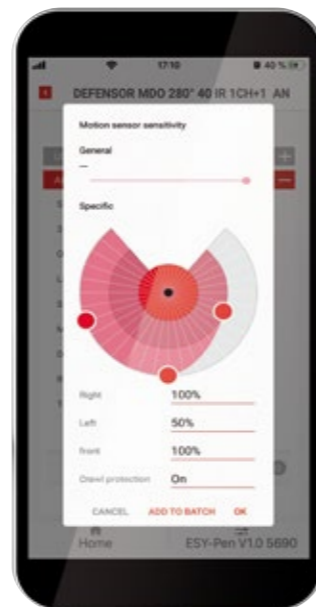 17:10
40 %
DEFENSOR MDO 280° 40 IR 1CH+1 AN
Motion sensor sensitivity
General
—
Specific
Right 100%
Left 50%
front 100%
Crawl protection On
CANCEL ADD TO BATCH OK
Home ESY-Pen V1.0 5690